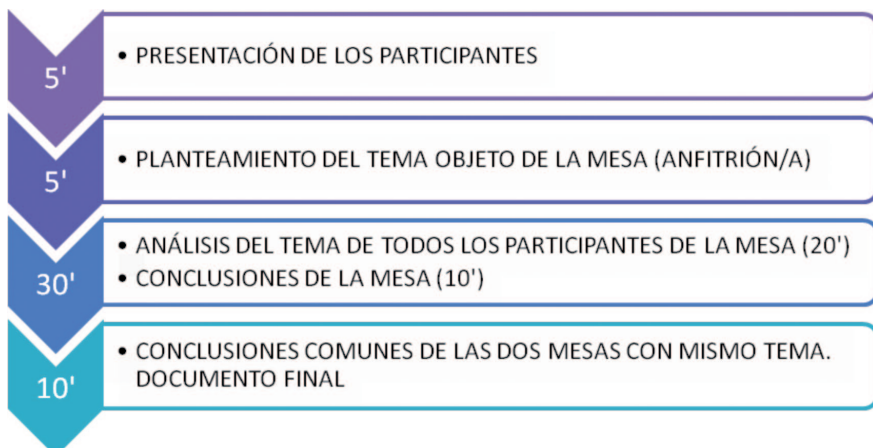 5'
• PRESENTACIÓN DE LOS PARTICIPANTES
5'
• PLANTEAMIENTO DEL TEMA OBJETO DE LA MESA (ANFITRIÓN/A)
30'
• ANÁLISIS DEL TEMA DE TODOS LOS PARTICIPANTES DE LA MESA (20')
• CONCLUSIONES DE LA MESA (10')
10'
• CONCLUSIONES COMUNES DE LAS DOS MESAS CON MISMO TEMA.
DOCUMENTO FINAL